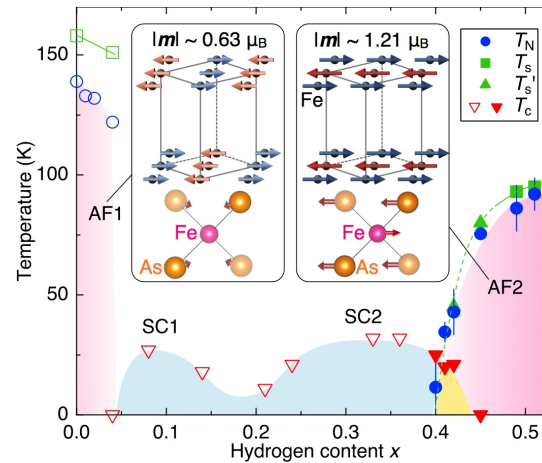 |m| ~ 0.63 μB
|m| ~ 1.21 μB
TN
Ts
Ts'
Tc
Fe
Fe
As
Fe
As
AF1
AF2
SC1
SC2
150
100
50
0
Temperature (K)
0.0
0.1
0.2
0.3
0.4
0.5
Hydrogen content x